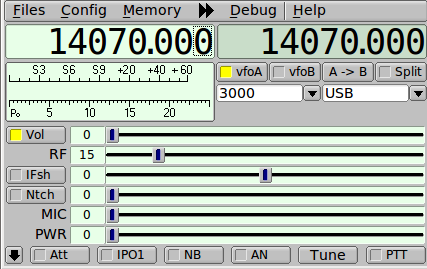 Files Config Memory Debug Help
14070.000 14070.000
S3 S6 S9 +20 +40 +60
vfoA vfoB A -> B Split
Po 5 10 15 20
3000 USB
Vol 0
RF 15
IFsh 0
Ntch 0
MIC 0
PWR 0
Att IPO1 NB AN Tune PTT